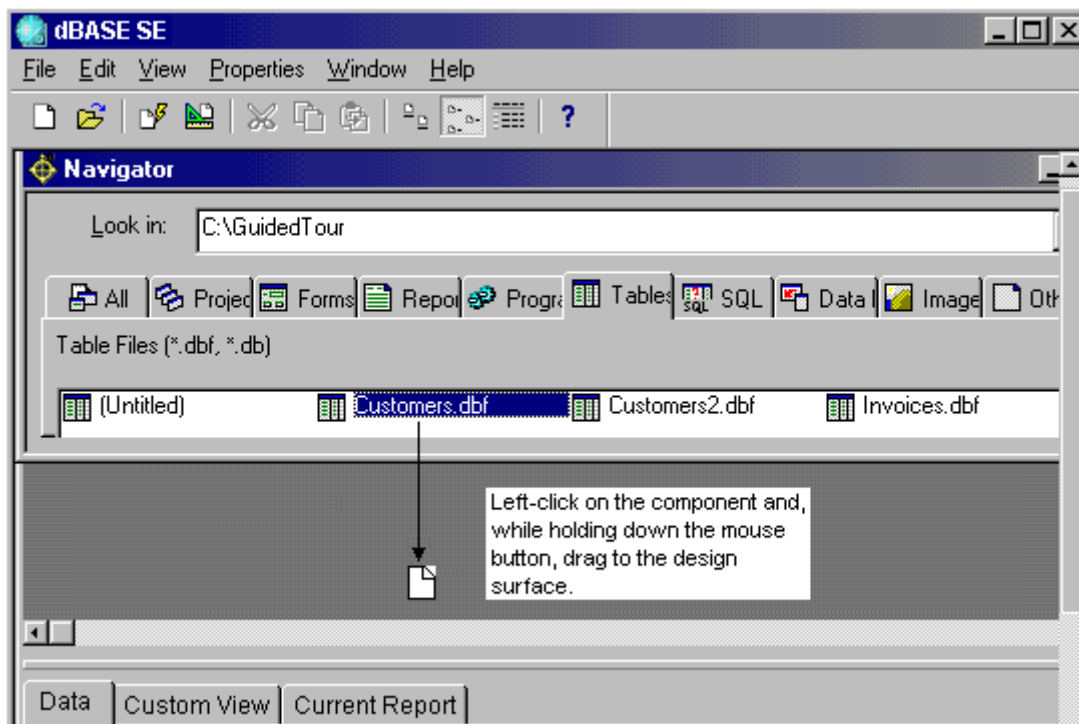 dBASE SE
File Edit View Properties Window Help
?
Navigator
Look in: C:\GuidedTour
All Projec Forms Repor Progra Tables SQL SQL Data Image Oth
Table Files (*.dbf, *.db)
(Untitled) Customers.dbf Customers2.dbf Invoices.dbf
Left-click on the component and,
while holding down the mouse
button, drag to the design
surface.
Data Custom View Current Report